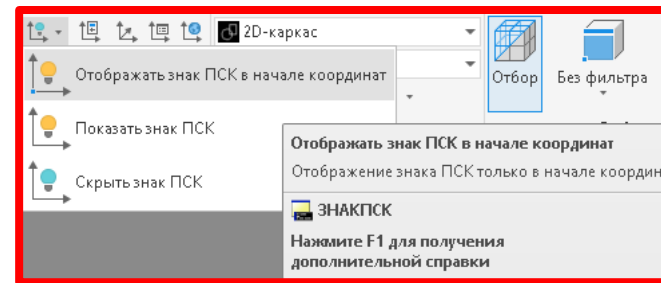 2D-каркас
Отображать знак ПСК в начале координат
Отбор
Без фильтра
Показать знак ПСК
Скрыть знак ПСК
Отображать знак ПСК в начале координат
Отображение знака ПСК только в начале
ЗНАКПСК
Нажмите F1 для получения
дополнительной справки